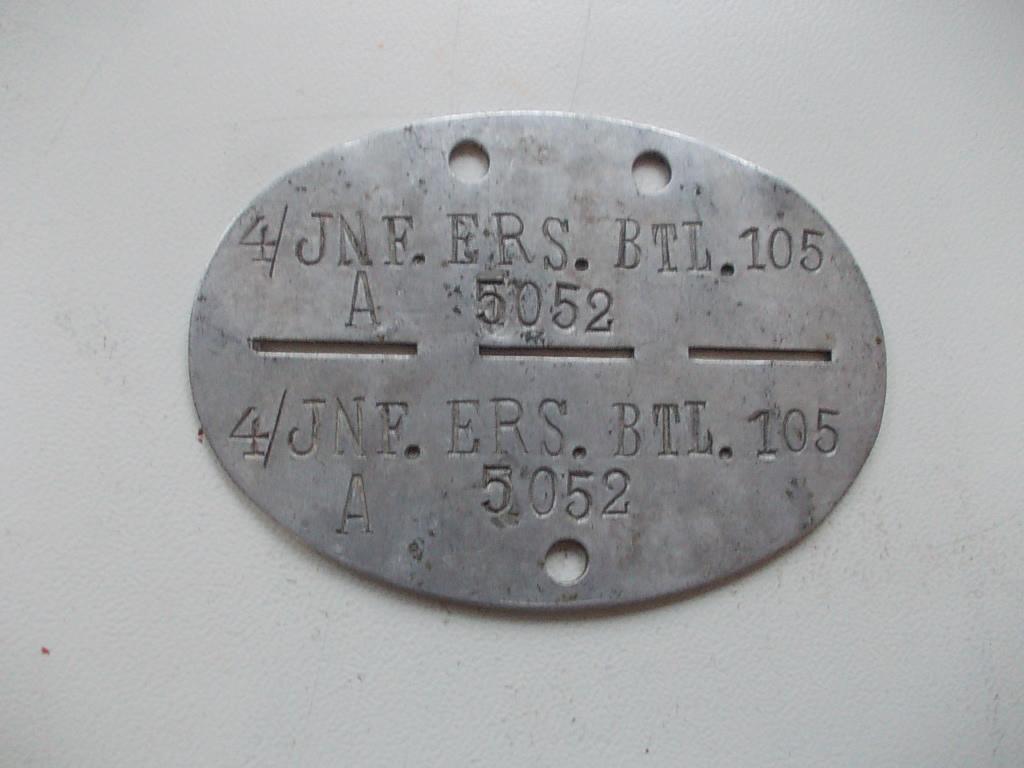 4/JNF. ERS. BTL. 105
A 5052
4/JNF. ERS. BTL. 105
A 5052